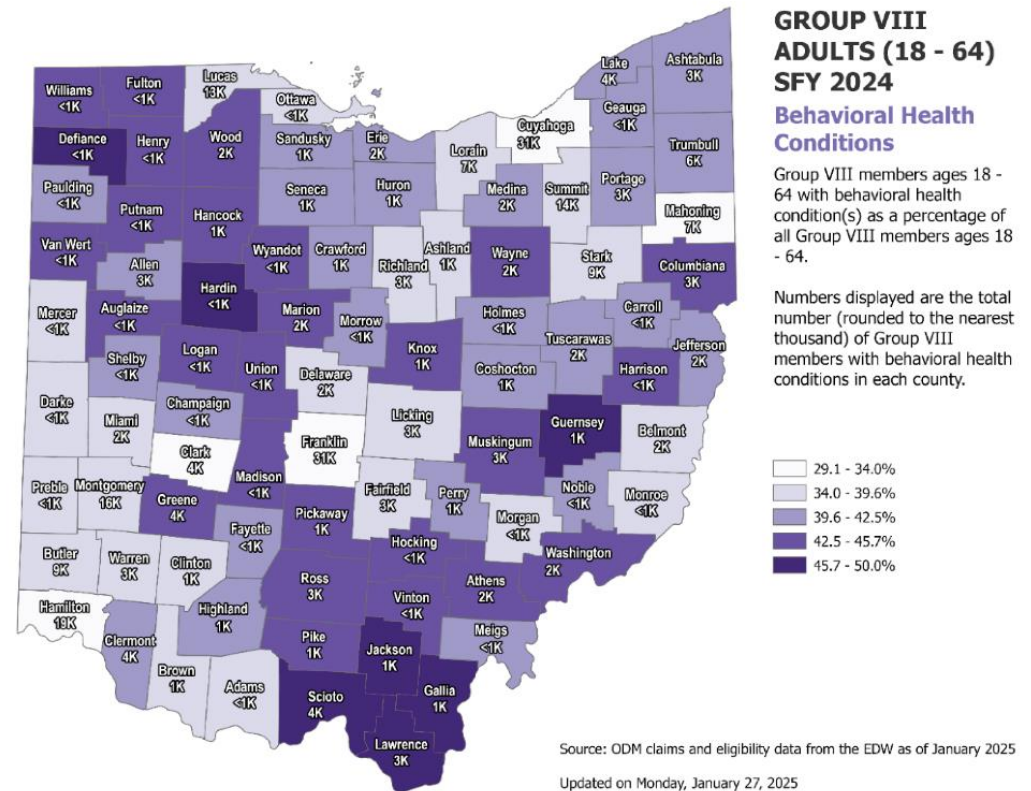 GROUP VIII
ADULTS (18 - 64)
SFY 2024
Behavioral Health
Conditions
Group VIII members ages 18 -
64 with behavioral health
condition(s) as a percentage of
all Group VIII members ages 18
- 64.
Numbers displayed are the total
number (rounded to the nearest
thousand) of Group VIII
members with behavioral health
conditions in each county.
29.1 - 34.0%
34.0 - 39.6%
39.6 - 42.5%
42.5 - 45.7%
45.7 - 50.0%
Williams
<1K
Fulton
<1K
Lucas
13K
Ottawa
<1K
Lake
4K
Ashtabula
3K
Geauga
<1K
Cuyahoga
31K
Defiance
<1K
Henry
<1K
Wood
2K
Sandusky
1K
Erie
2K
Lorain
7K
Trumbull
6K
Paulding
<1K
Putnam
<1K
Hancock
1K
Seneca
1K
Huron
1K
Medina
2K
Summit
14K
Portage
3K
Mahoning
7K
Van Wert
<1K
Allen
3K
Wyandot
<1K
Crawford
1K
Richland
3K
Ashland
1K
Wayne
2K
Stark
9K
Columbiana
3K
Mercer
<1K
Auglaize
<1K
Hardin
<1K
Marion
2K
Morrow
<1K
Holmes
<1K
Carroll
<1K
Tuscarawas
2K
Jefferson
2K
Shelby
<1K
Logan
<1K
Union
<1K
Delaware
2K
Knox
1K
Coshocton
1K
Harrison
<1K
Darke
<1K
Miami
2K
Champaign
<1K
Clark
4K
Franklin
31K
Licking
3K
Muskingum
3K
Guernsey
1K
Belmont
2K
Preble
<1K
Montgomery
16K
Greene
4K
Madison
<1K
Pickaway
1K
Fairfield
3K
Perry
1K
Morgan
<1K
Noble
<1K
Monroe
<1K
Butler
9K
Warren
3K
Clinton
1K
Fayette
<1K
Ross
3K
Hocking
<1K
Athens
2K
Washington
2K
Hamilton
19K
Clermont
4K
Highland
1K
Pike
1K
Vinton
<1K
Meigs
<1K
Brown
1K
Adams
<1K
Scioto
4K
Jackson
1K
Gallia
1K
Lawrence
3K
Source: ODM claims and eligibility data from the EDW as of January 2025
Updated on Monday, January 27, 2025